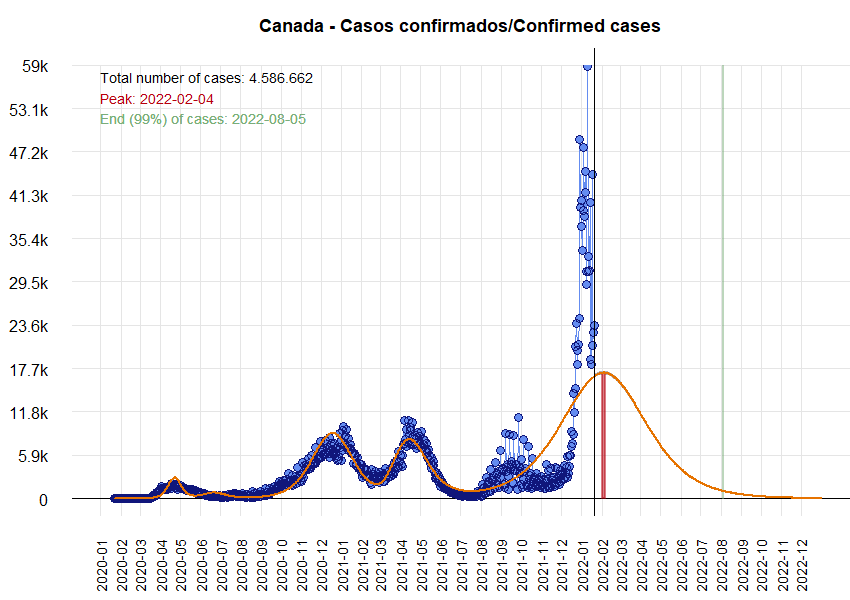 Canada - Casos confirmados/Confirmed cases
Total number of cases: 4.586.662
Peak: 2022-02-04
End (99%) of cases: 2022-08-05
59k
53.1k
47.2k
41.3k
35.4k
29.5k
23.6k
17.7k
11.8k
5.9k
0
2020-01
2020-02
2020-03
2020-04
2020-05
2020-06
2020-07
2020-08
2020-09
2020-10
2020-11
2020-12
2021-01
2021-02
2021-03
2021-04
2021-05
2021-06
2021-07
2021-08
2021-09
2021-10
2021-11
2021-12
2022-01
2022-02
2022-03
2022-04
2022-05
2022-06
2022-07
2022-08
2022-09
2022-10
2022-11
2022-12